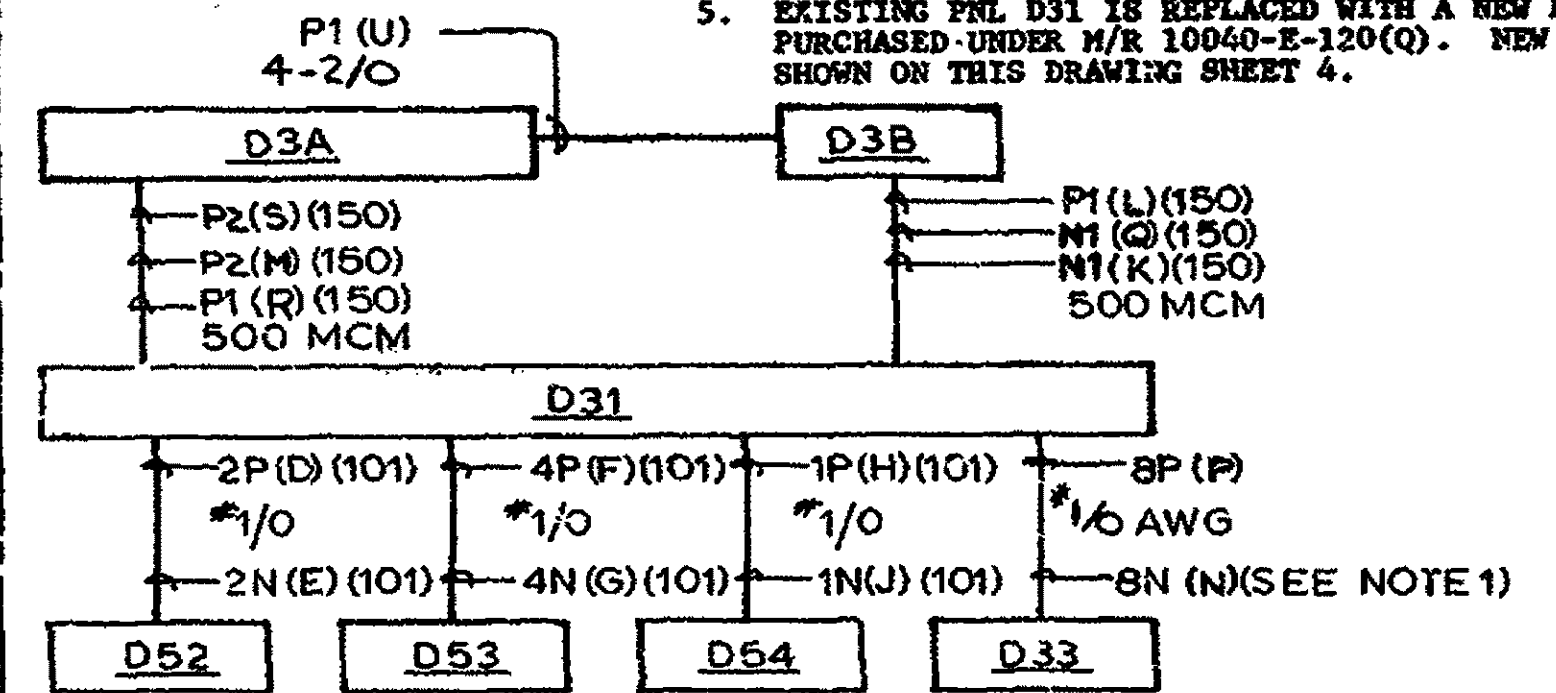 5. EXISTING PNL D31 IS REPLACED WITH A NEW
PURCHASED UNDER M/R 10040-E-120(Q). NEW
SHOWN ON THIS DRAWING SHEET 4.
P1(U)
4-2/0
D3A
D3B
P2(S)(150)
P2(M)(150)
P1(R)(150)
500 MCM
P1(L)(150)
N1(Q)(150)
N1(K)(150)
500 MCM
D31
2P(D)(101) 4P(F)(101) 1P(H)(101) 8P(P)
#1/0 #1/0 #1/0 #1/0 AWG
2N(E)(101) 4N(G)(101) 1N(J)(101) 8N(N)(SEE NOTE 1)
D52 D53 D54 D33